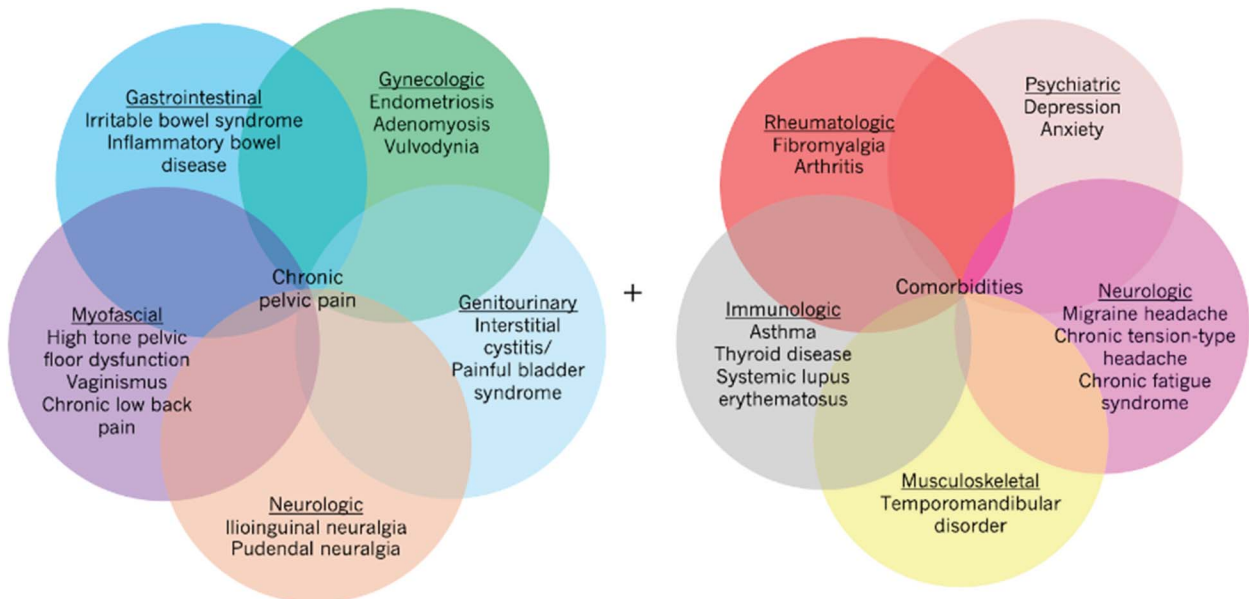 Gastrointestinal
Irritable bowel syndrome
Inflammatory bowel
disease
Gynecologic
Endometriosis
Adenomyosis
Vulvodynia
Chronic
pelvic pain
Myofascial
High tone pelvic
floor dysfunction
Vaginismus
Chronic low back
pain
Genitourinary
Interstitial
cystitis/
Painful bladder
syndrome
Neurologic
Ilioinguinal neuralgia
Pudendal neuralgia
+
Rheumatologic
Fibromyalgia
Arthritis
Psychiatric
Depression
Anxiety
Comorbidities
Immunologic
Asthma
Thyroid disease
Systemic lupus
erythematosus
Neurologic
Migraine headache
Chronic tension-type
headache
Chronic fatigue
syndrome
Musculoskeletal
Temporomandibular
disorder